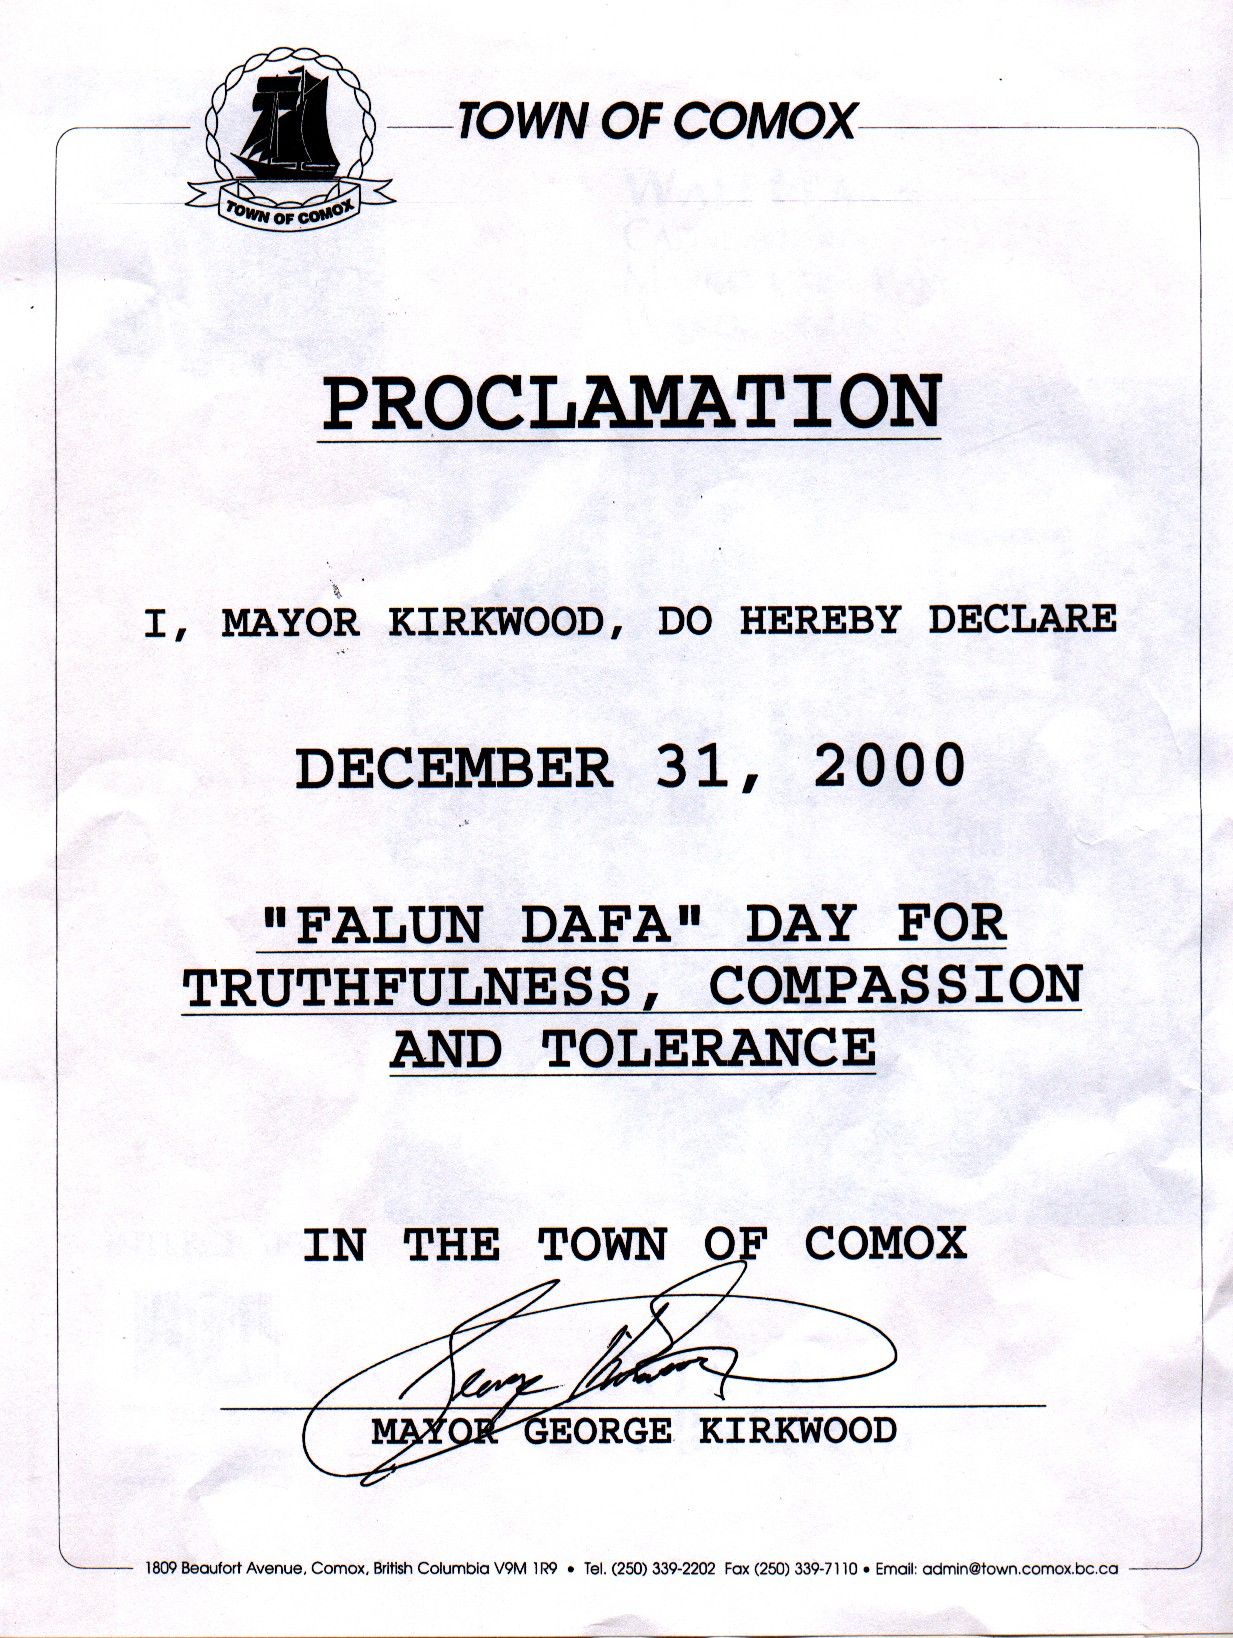 TOWN OF COMOX
TOWN OF COMOX
PROCLAMATION
I, MAYOR KIRKWOOD, DO HEREBY DECLARE
DECEMBER 31, 2000
"FALUN DAFA" DAY FOR
TRUTHFULNESS, COMPASSION
AND TOLERANCE
IN THE TOWN OF COMOX
George Kirkwood
MAYOR GEORGE KIRKWOOD
1809 Beaufort Avenue, Comox, British Columbia V9M 1R9 • Tel. (250) 339-2202 Fax (250) 339-7110 • Email: admin@town.comox.bc.ca